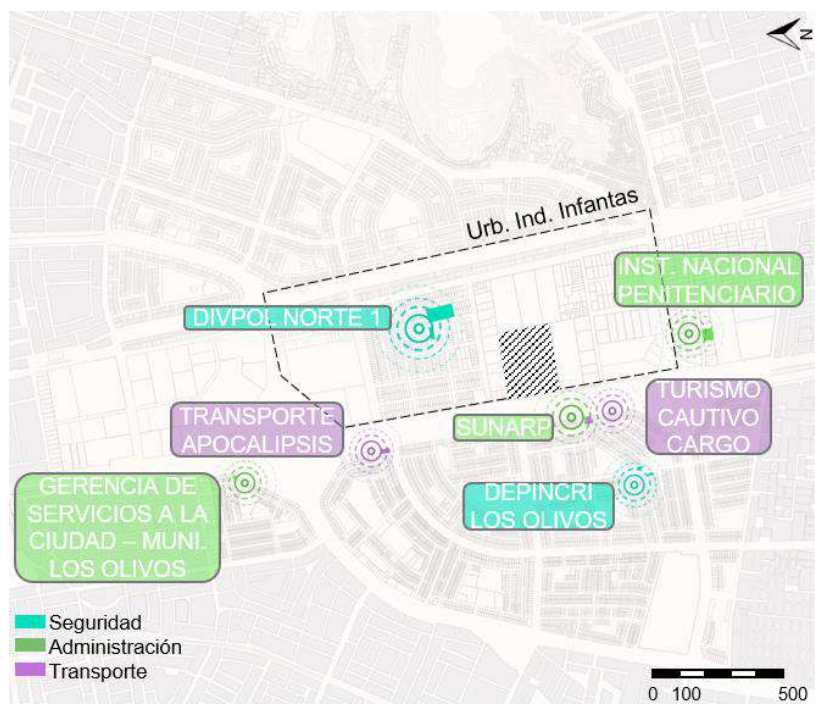 N
Urb. Ind. Infantas
INST. NACIONAL
PENITENCIARIO
DIVPOL NORTE 1
TRANSPORTE
APOCALIPSIS
SUNARP
TURISMO
CAUTIVO
CARGO
GERENCIA DE
SERVICIOS A LA
CIUDAD – MUNI.
LOS OLIVOS
DEPINCRI
LOS OLIVOS
Seguridad
Administración
Transporte
0 100 500